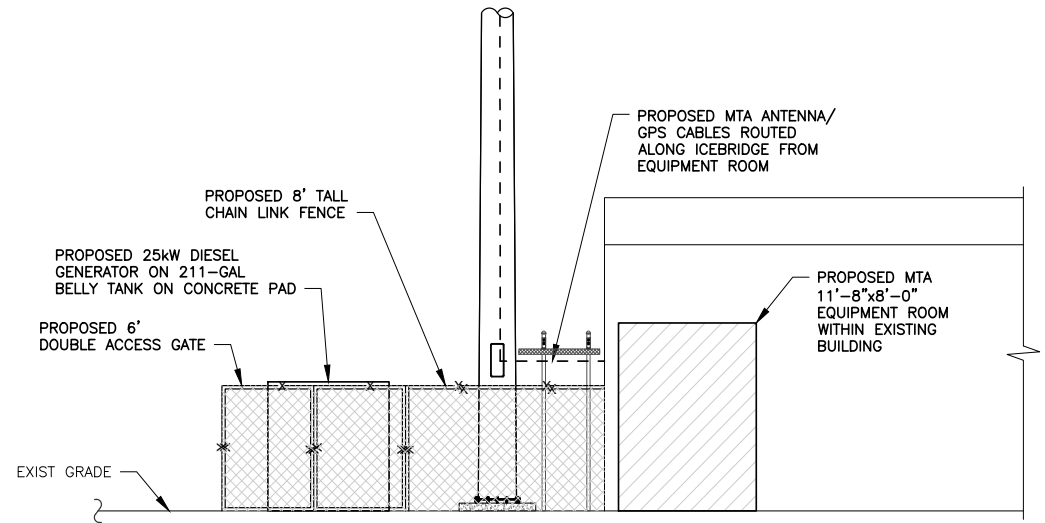 PROPOSED MTA ANTENNA/
GPS CABLES ROUTED
ALONG ICEBRIDGE FROM
EQUIPMENT ROOM
PROPOSED 8' TALL
CHAIN LINK FENCE
PROPOSED 25kW DIESEL
GENERATOR ON 211-GAL
BELLY TANK ON CONCRETE PAD
PROPOSED MTA
11'-8"x8'-0"
EQUIPMENT ROOM
WITHIN EXISTING
BUILDING
PROPOSED 6'
DOUBLE ACCESS GATE
EXIST GRADE